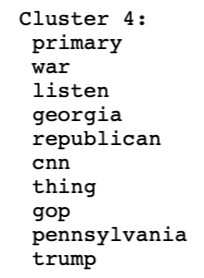 Cluster 4:
primary
war
listen
georgia
republican
cnn
thing
gop
pennsylvania
trump